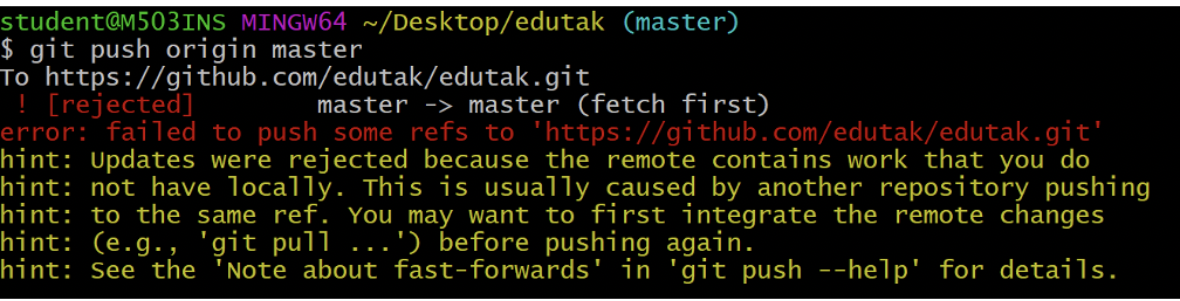 student@M503INS MINGW64 ~/Desktop/edutak (master)
$ git push origin master
To https://github.com/edutak/edutak.git
 ! [rejected]        master -> master (fetch first)
error: failed to push some refs to 'https://github.com/edutak/edutak.git'
hint: Updates were rejected because the remote contains work that you do
hint: not have locally. This is usually caused by another repository pushing
hint: to the same ref. You may want to first integrate the remote changes
hint: (e.g., 'git pull ...') before pushing again.
hint: See the 'Note about fast-forwards' in 'git push --help' for details.